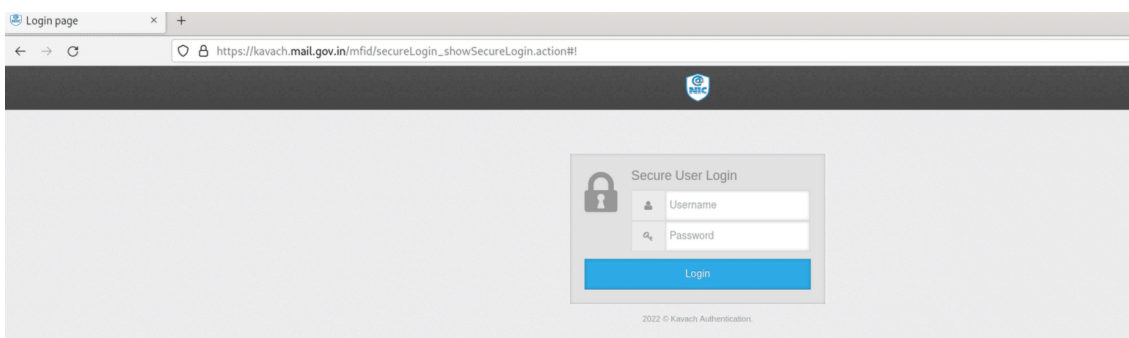 Login page
https://kavach.mail.gov.in/mfid/secureLogin_showSecureLogin.action#!
@
NIC
Secure User Login
Username
Password
Login
2022 © Kavach Authentication.